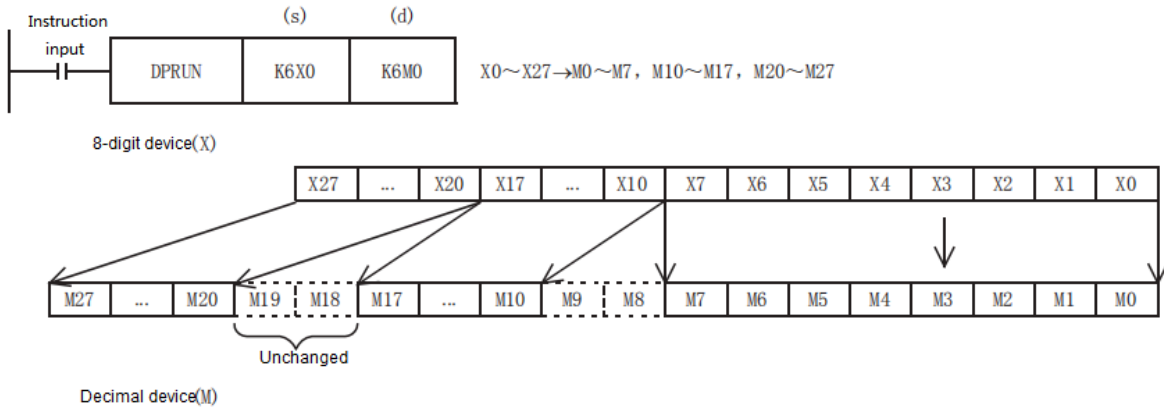 Instruction
input
(s) (d)
DPRUN K6X0 K6M0 X0~X27→M0~M7, M10~M17, M20~M27
8-digit device(X)
X27 ... X20 X17 ... X10 X7 X6 X5 X4 X3 X2 X1 X0
M27 ... M20 M19 M18 M17 ... M10 M9 M8 M7 M6 M5 M4 M3 M2 M1 M0
Unchanged
Decimal device(M)